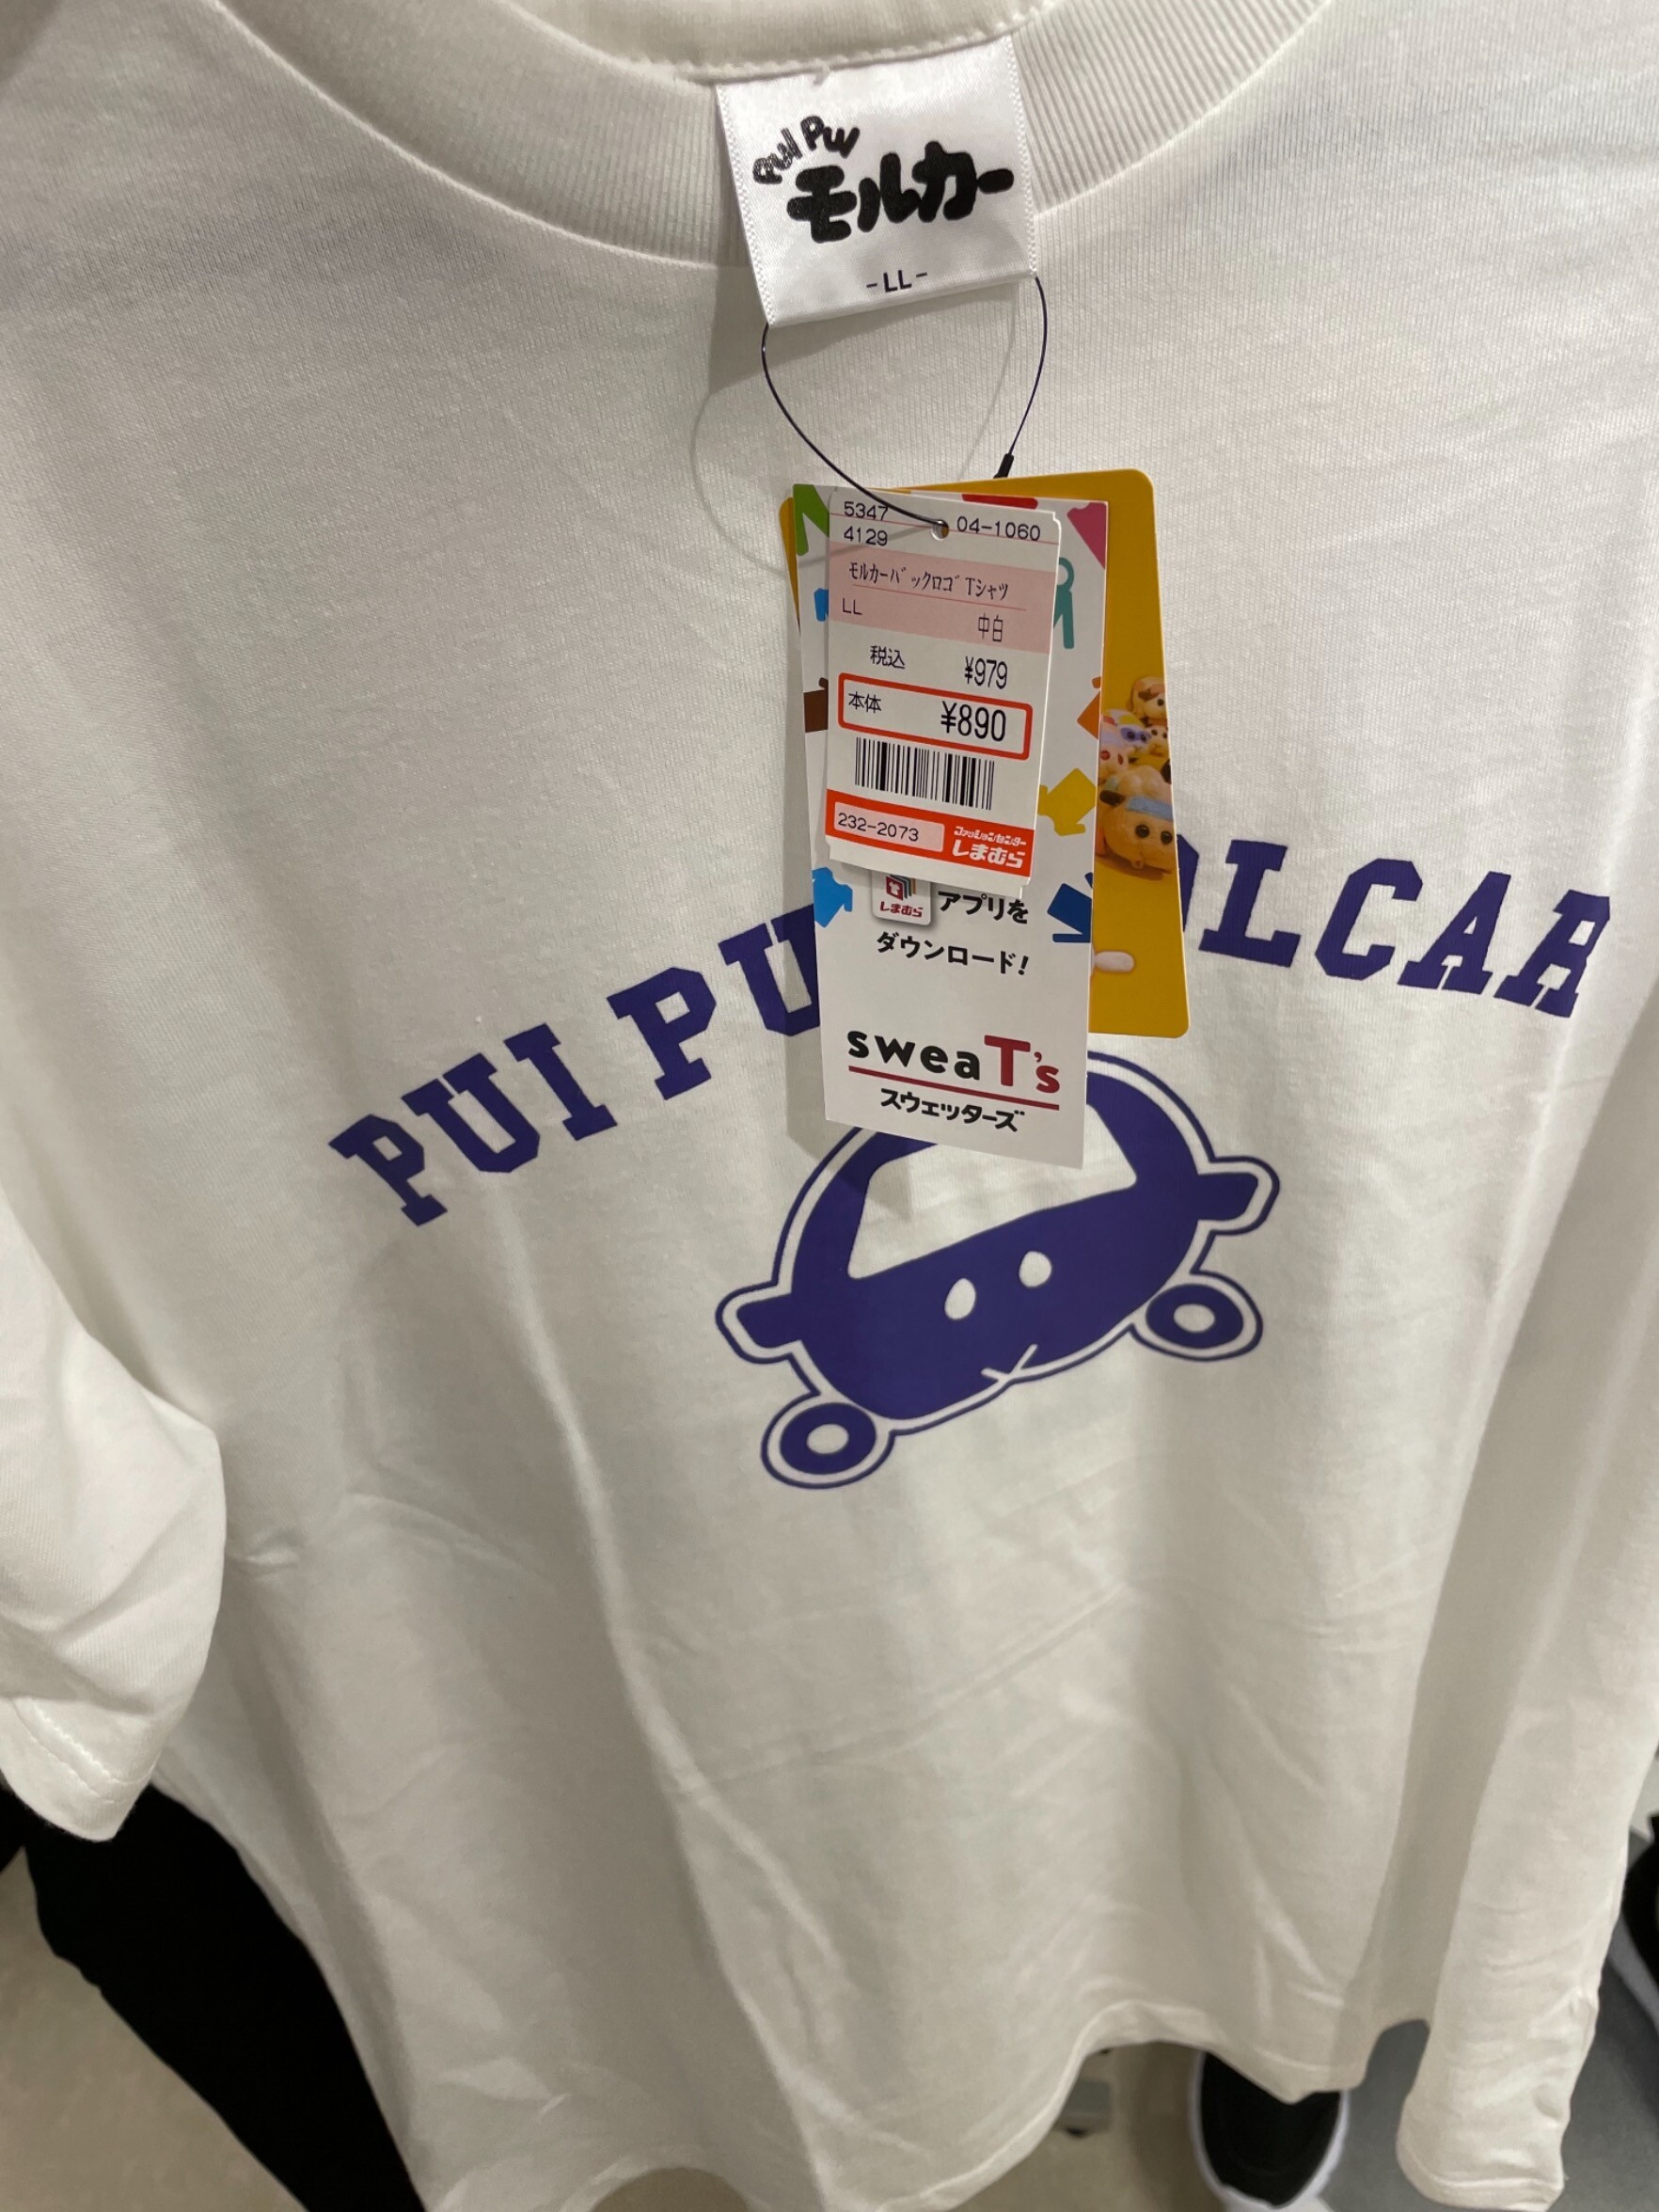 PUI PUI
モルカー
-LL-
5347
04-1060
4129
モルカーバックロゴTシャツ
LL
中白
税込 ¥979
本体 ¥890
232-2073
ファッションセンター
しまむら
しまむら
アプリを
ダウンロード!
sweaT's
スウェッターズ
PUI PU OLCAR